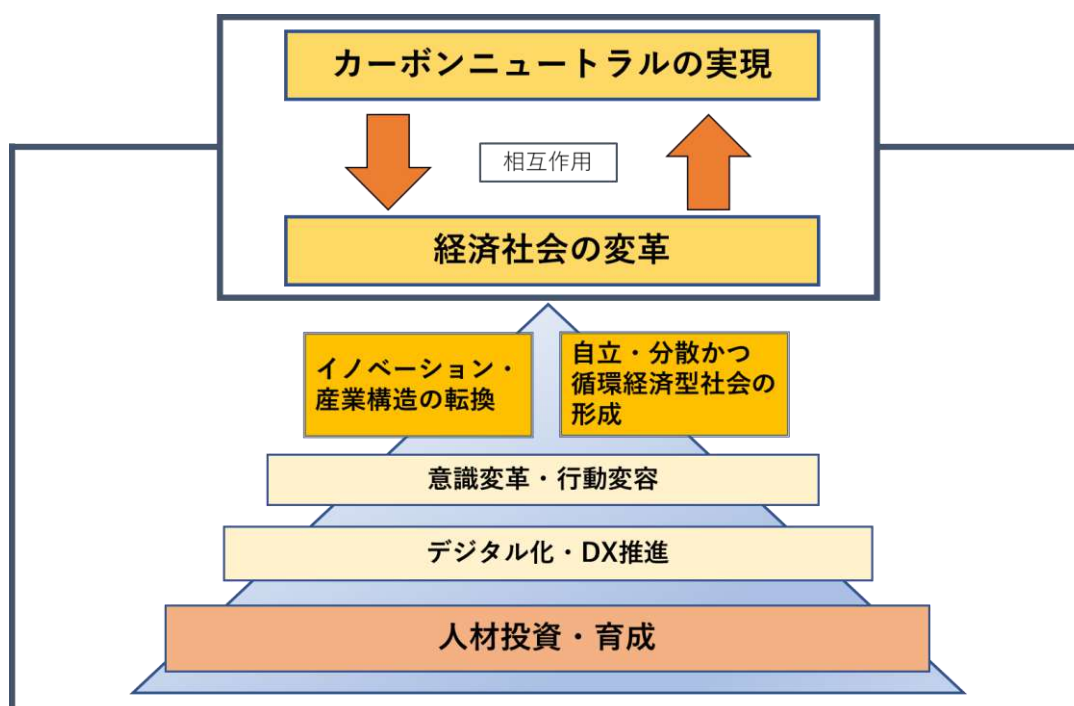 カーボンニュートラルの実現
相互作用
経済社会の変革
イノベーション・
産業構造の転換
自立・分散かつ
循環経済型社会の
形成
意識変革・行動変容
デジタル化・DX推進
人材投資・育成